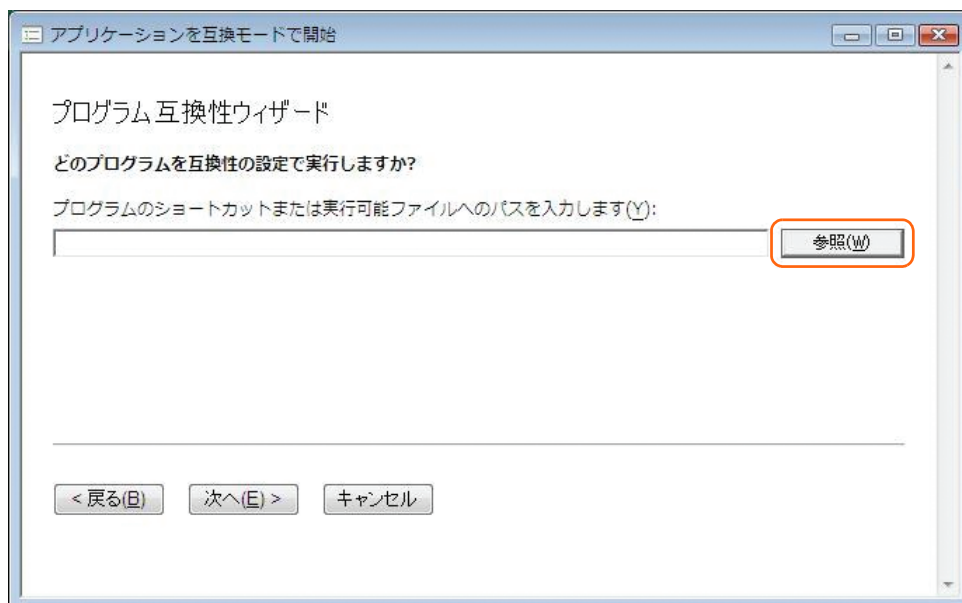 アプリケーションを互換モードで開始
プログラム互換性ウィザード
どのプログラムを互換性の設定で実行しますか?
プログラムのショートカットまたは実行可能ファイルへのパスを入力します(Y):
参照(W)
< 戻る(B) 次へ(E) > キャンセル